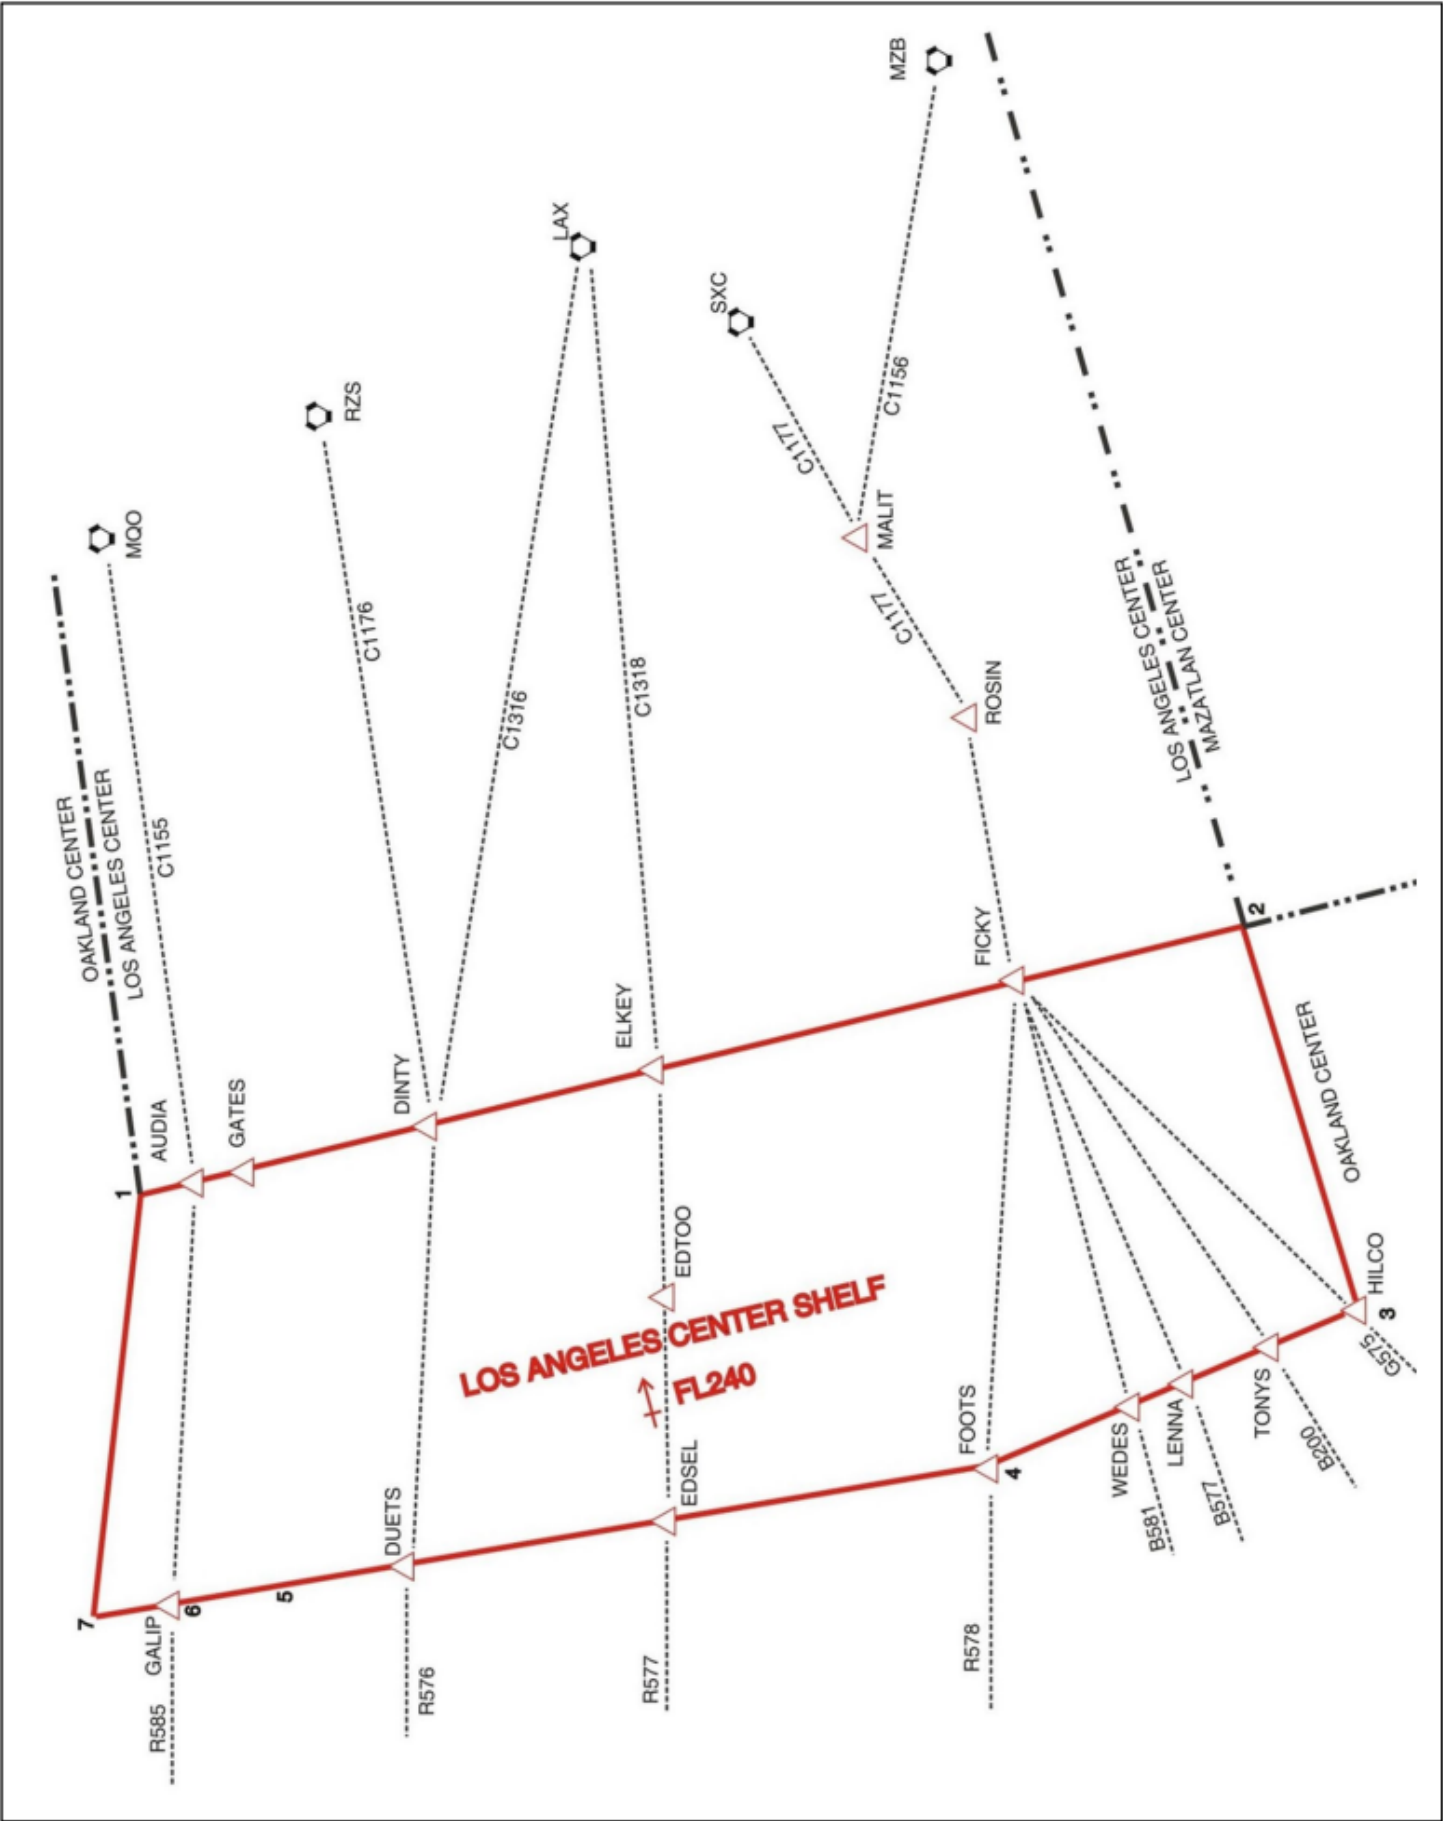 MZB
LAX
SXC
RZS
C1156
C1177
MALIT
MQO
C1177
LOS ANGELES CENTER
MAZATLAN CENTER
LOS ANGELES CENTER
C1176
C1318
C1316
ROSIN
OAKLAND CENTER
LOS ANGELES CENTER
C1155
2
FICKY
ELKEY
DINTY
GATES
AUDIA
1
OAKLAND CENTER
EDTOO
HILCO
3
LOS ANGELES CENTER SHELF
FL240
G575
TONYS
LENNA
WEDES
FOOTS
4
B200
B577
B581
EDSEL
DUETS
5
6
7
GALIP
R578
R577
R576
R585